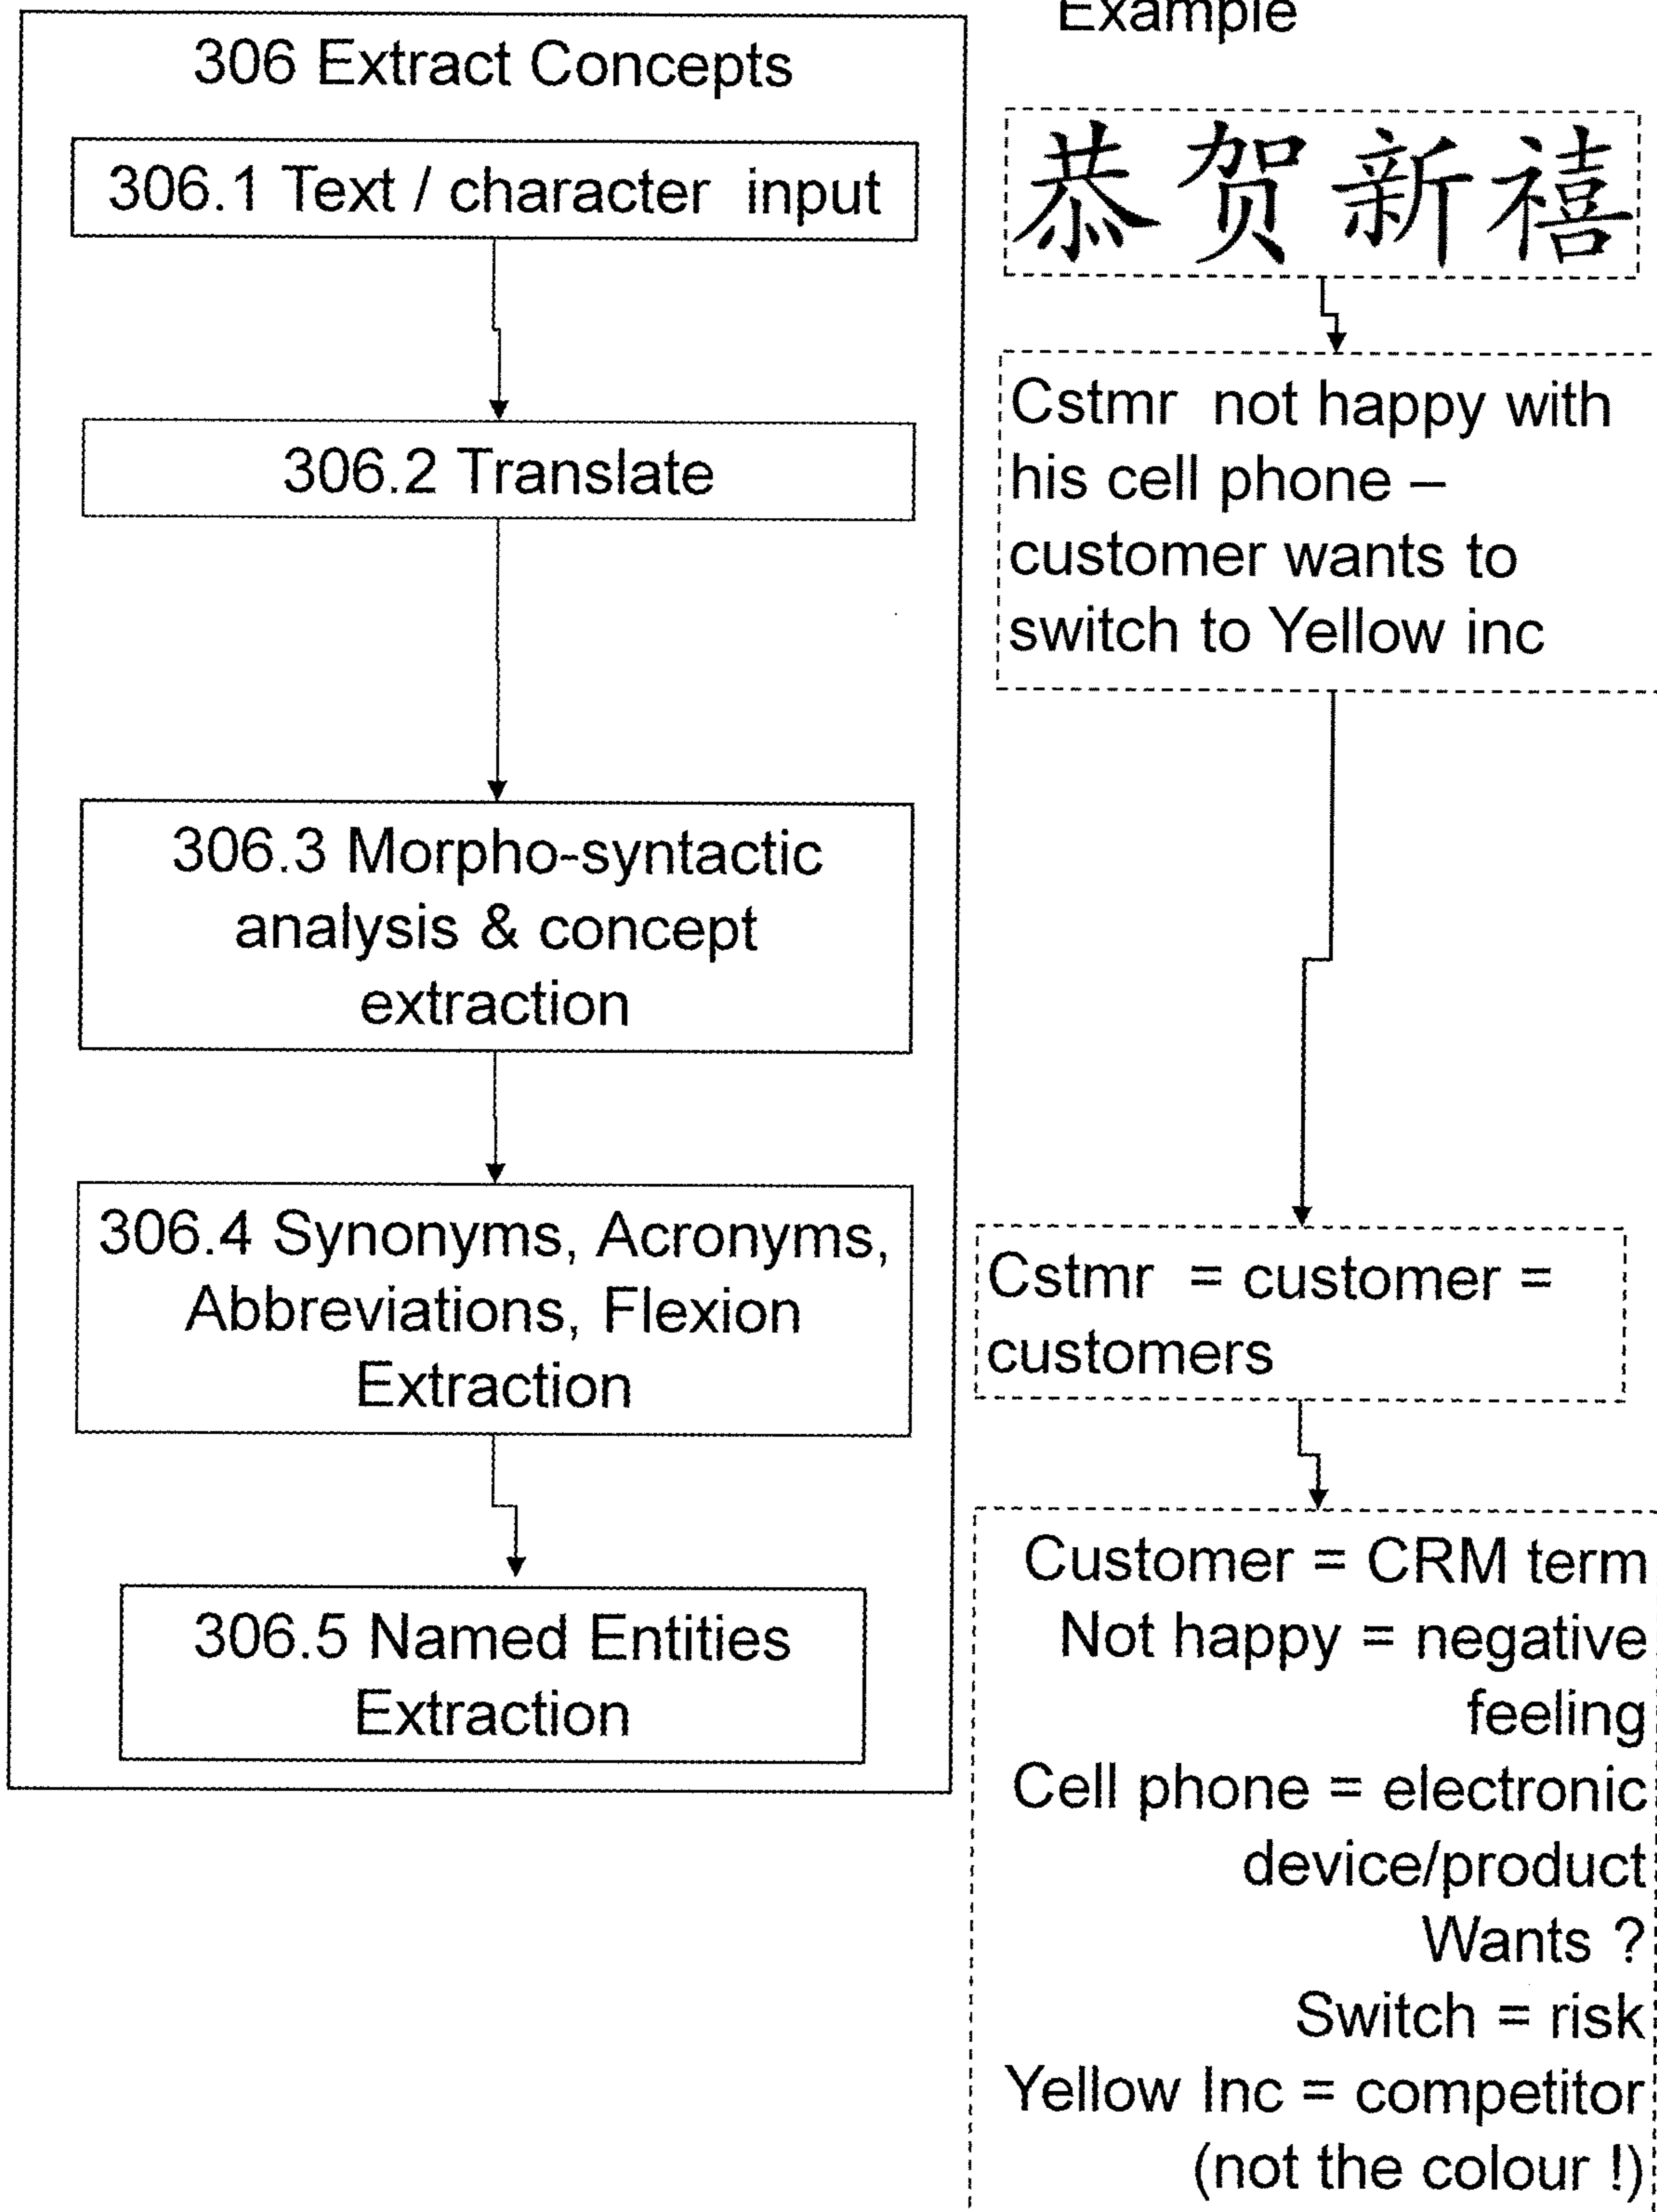 306 Extract Concepts
306.1 Text / character input
306.2 Translate
306.3 Morpho-syntactic
analysis & concept
extraction
306.4 Synonyms, Acronyms,
Abbreviations, Flexion
Extraction
306.5 Named Entities
Extraction
Example
恭贺新禧
Cstmr not happy with
his cell phone –
customer wants to
switch to Yellow inc
Cstmr = customer =
customers
Customer = CRM term
Not happy = negative
feeling
Cell phone = electronic
device/product
Wants ?
Switch = risk
Yellow Inc = competitor
(not the colour !)